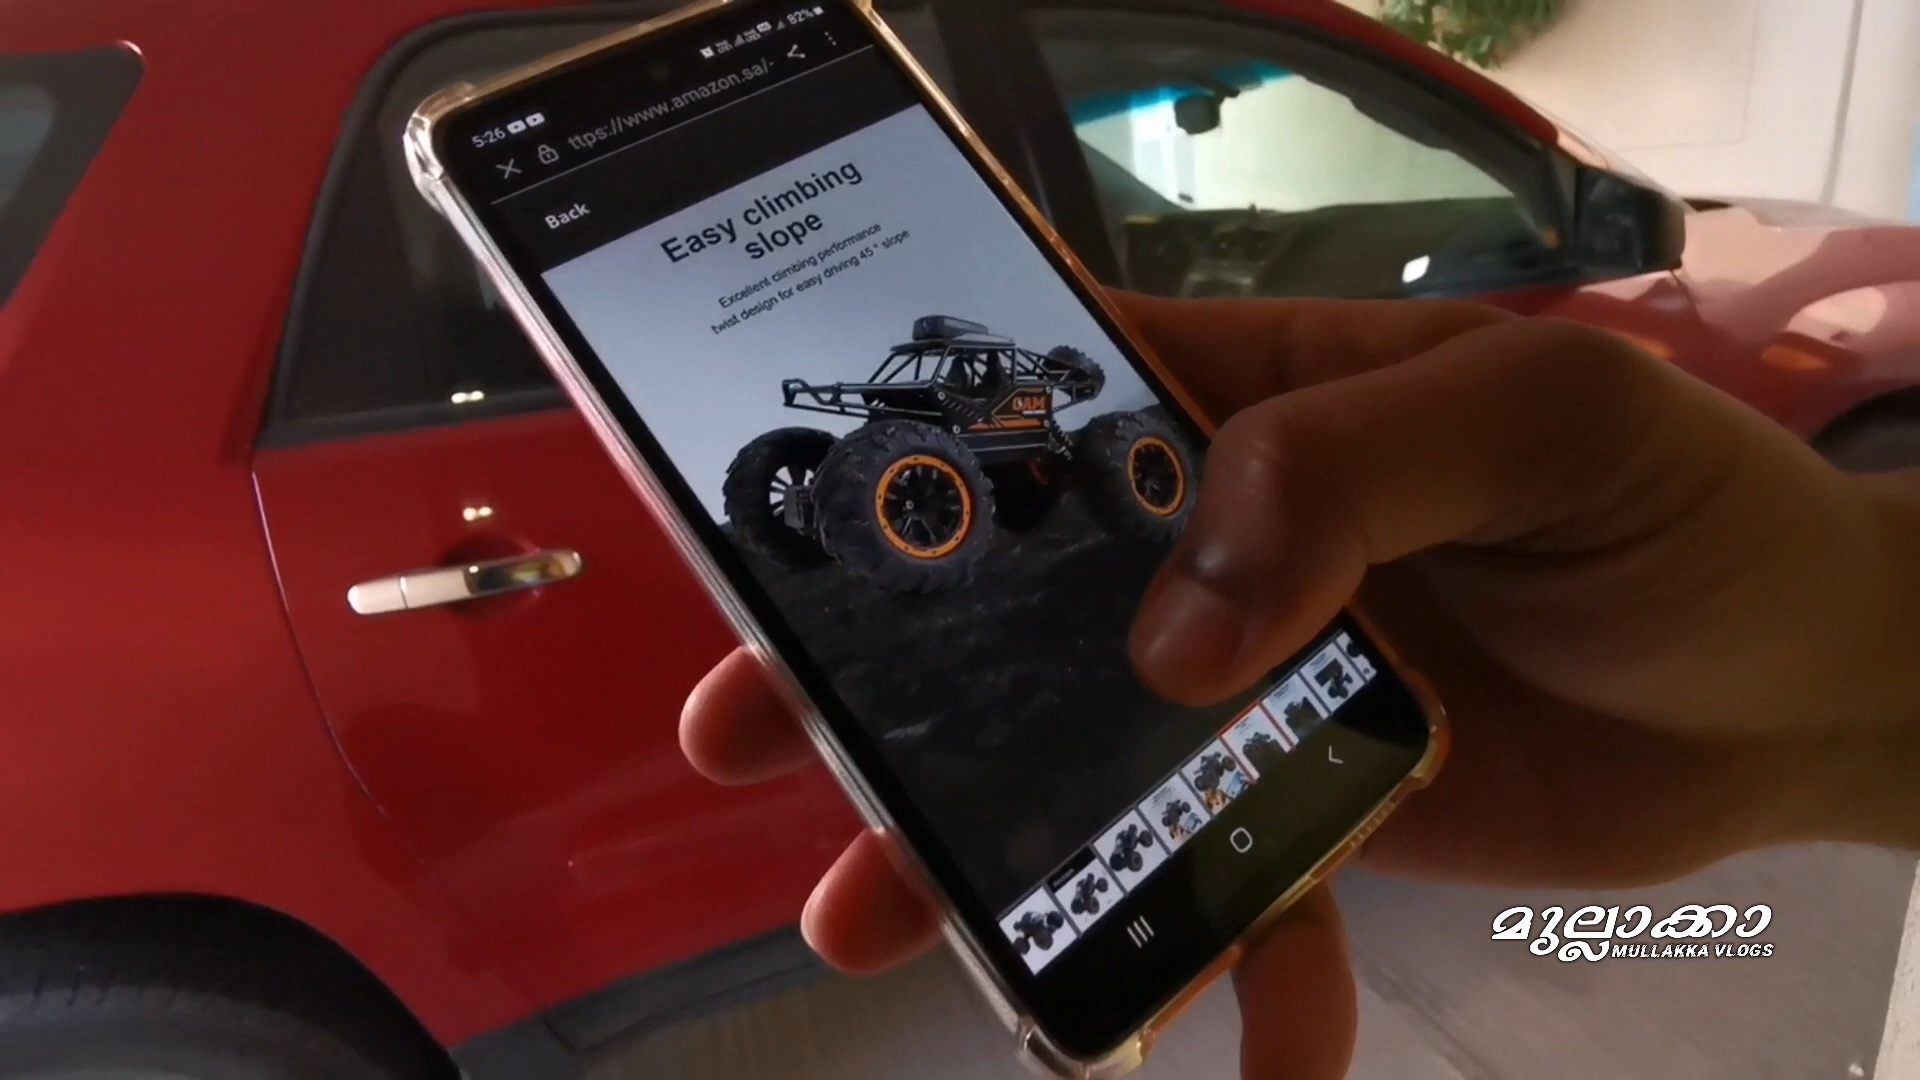 5:26
82%
ttps://www.amazon.sa/-
Back
Easy climbing
slope
Excellent climbing performance
twist design for easy driving 45 ° slope
മുല്ലാക്കാ
MULLAKKA VLOGS